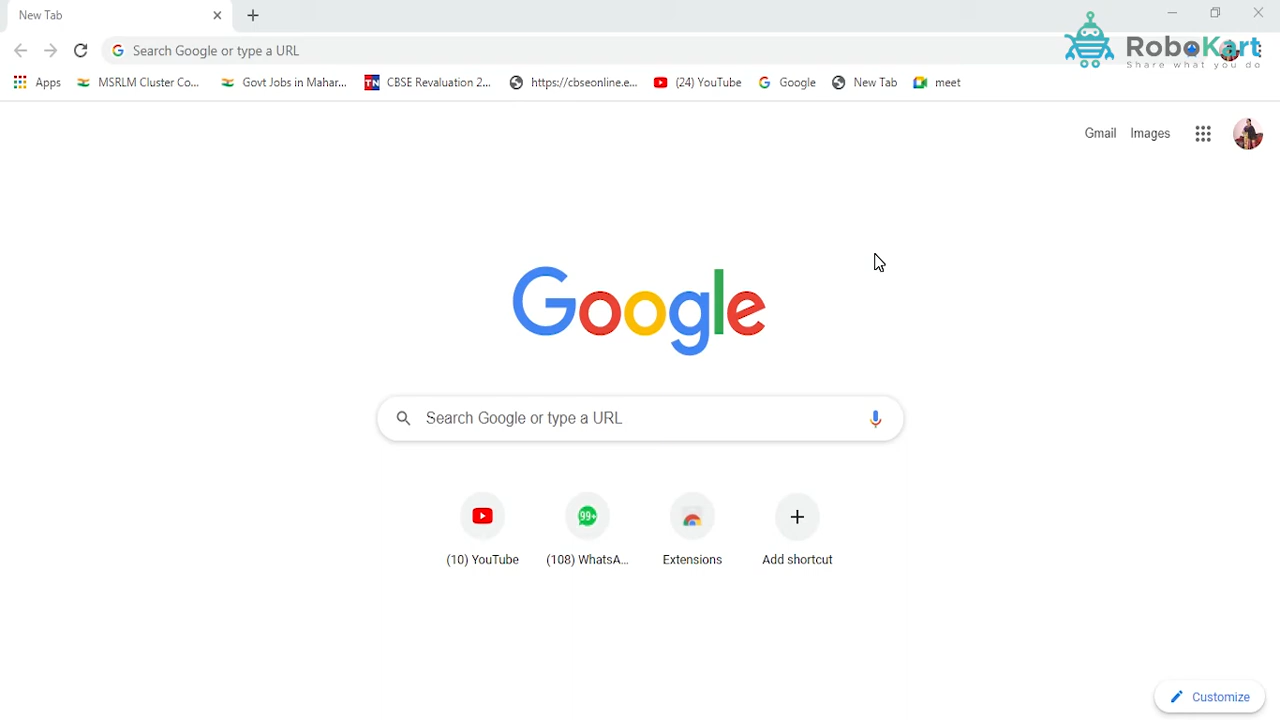 New Tab
Search Google or type a URL
RoboKart
Share what you do
Apps
MSRLM Cluster Co...
Govt Jobs in Mahar...
CBSE Revaluation 2...
https://cbseonline.e...
(24) YouTube
Google
New Tab
meet
Gmail
Images
Google
Search Google or type a URL
99+
(10) YouTube
(108) WhatsA...
Extensions
Add shortcut
Customize